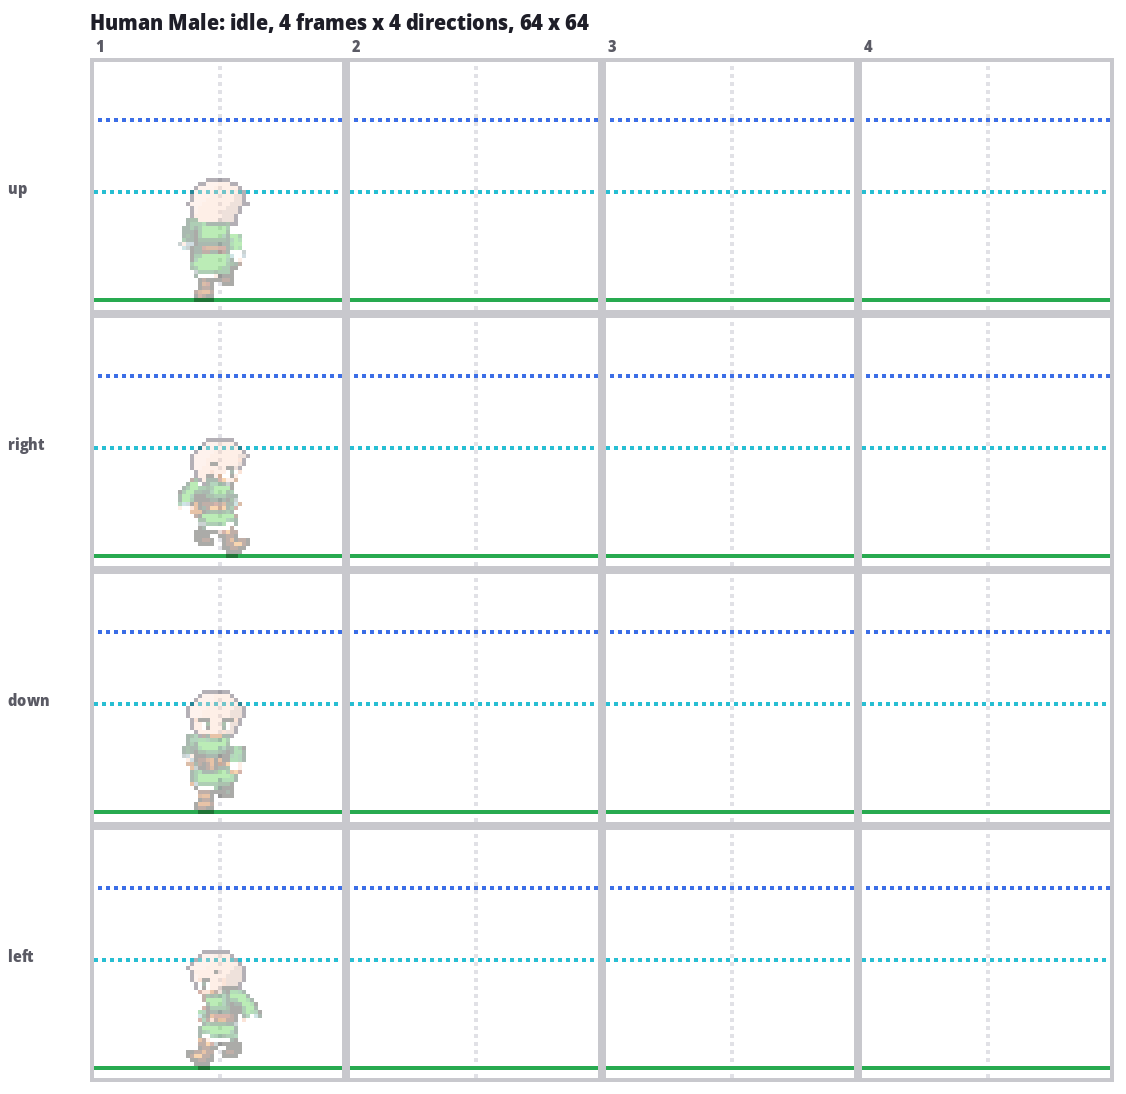 Human Male: idle, 4 frames x 4 directions, 64 x 64
1 2 3 4
up
right
down
left